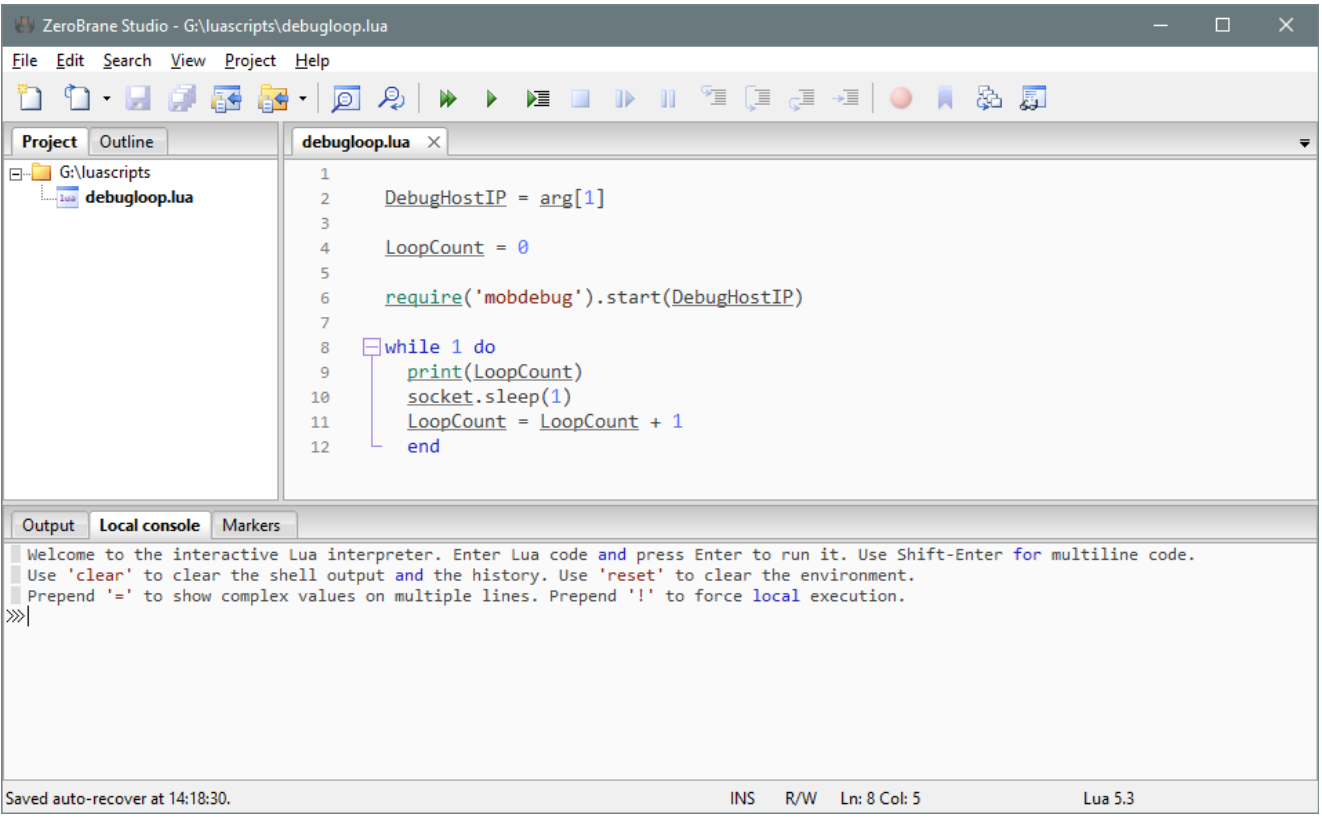 ZeroBrane Studio - G:\luascripts\debugloop.lua
File Edit Search View Project Help
Project Outline
debugloop.lua
G:\luascripts
lua debugloop.lua
1
2 DebugHostIP = arg[1]
3
4 LoopCount = 0
5
6 require('mobdebug').start(DebugHostIP)
7
8 while 1 do
9 print(LoopCount)
10 socket.sleep(1)
11 LoopCount = LoopCount + 1
12 end
Output Local console Markers
Welcome to the interactive Lua interpreter. Enter Lua code and press Enter to run it. Use Shift-Enter for multiline code.
Use 'clear' to clear the shell output and the history. Use 'reset' to clear the environment.
Prepend '=' to show complex values on multiple lines. Prepend '!' to force local execution.
Saved auto-recover at 14:18:30. INS R/W Ln: 8 Col: 5 Lua 5.3